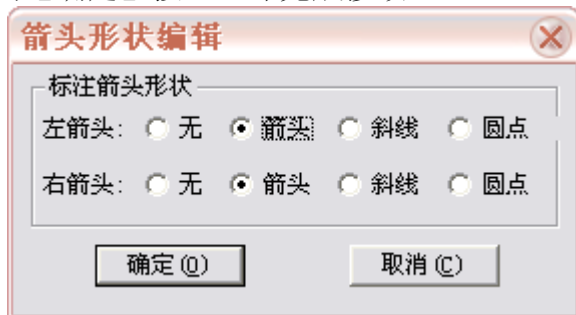 箭头形状编辑
标注箭头形状
左箭头: 无 箭头 斜线 圆点
右箭头: 无 箭头 斜线 圆点
确定(O) 取消(C)